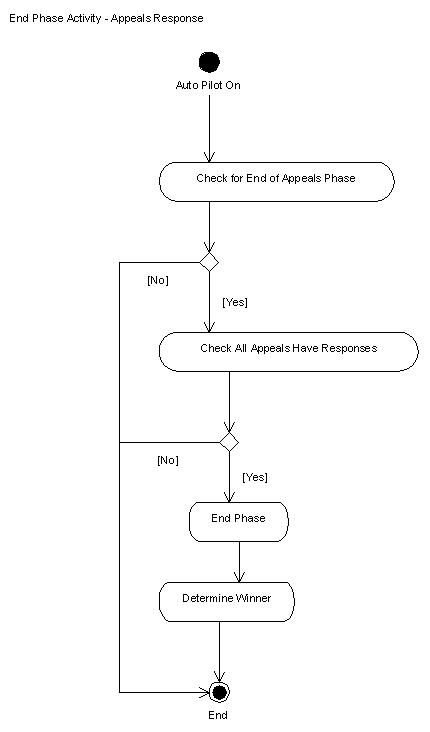 End Phase Activity - Appeals Response
Auto Pilot On
Check for End of Appeals Phase
[No]
[Yes]
Check All Appeals Have Responses
[No]
[Yes]
End Phase
Determine Winner
End